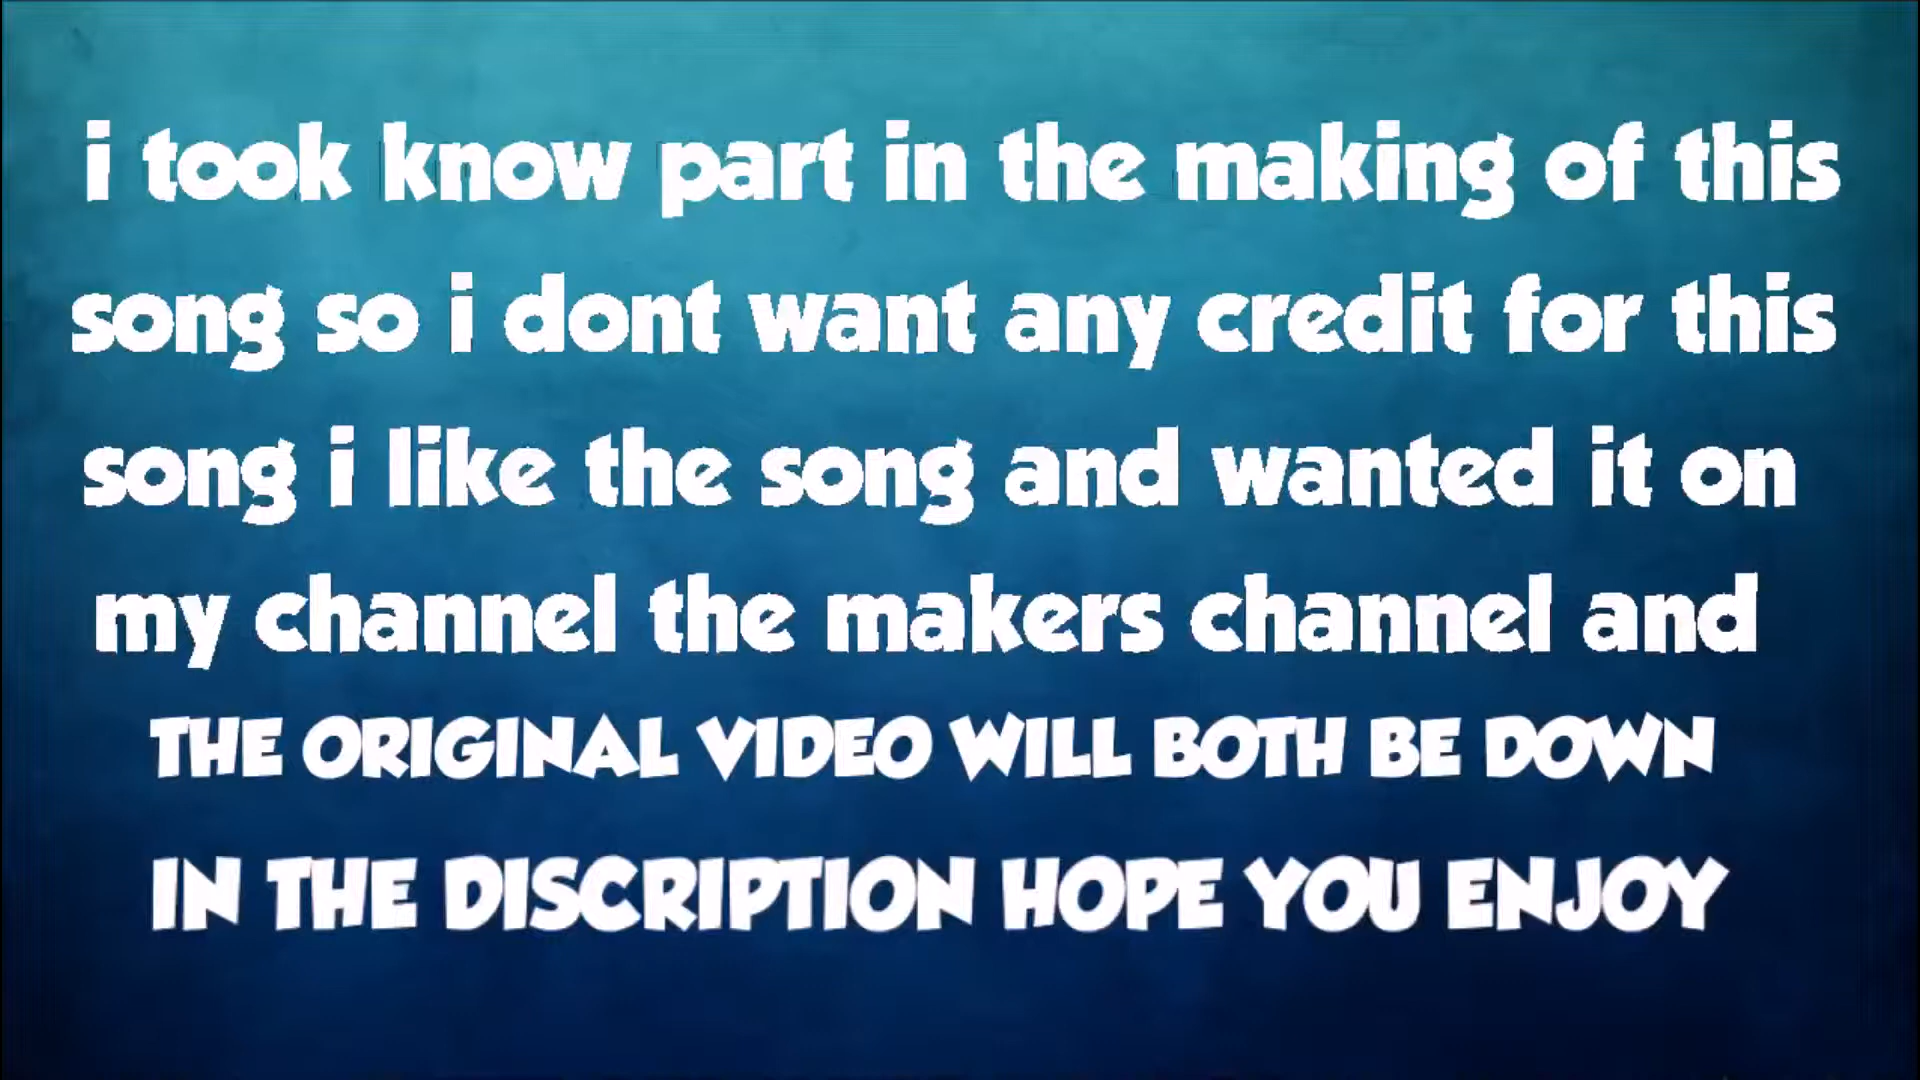 i took know part in the making of this
song so i dont want any credit for this
song i like the song and wanted it on
my channel the makers channel and
THE ORIGINAL VIDEO WILL BOTH BE DOWN
IN THE DISCRIPTION HOPE YOU ENJOY